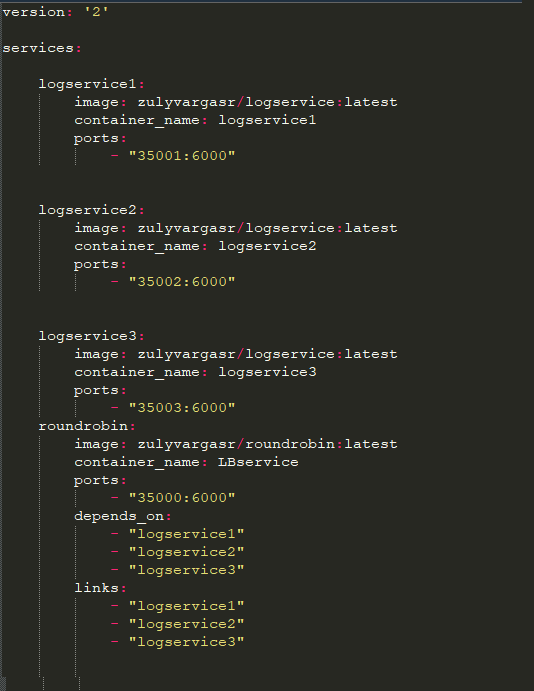 version: '2'
services:
logservice1:
image: zulyvargasr/logservice:latest
container_name: logservice1
ports:
- "35001:6000"
logservice2:
image: zulyvargasr/logservice:latest
container_name: logservice2
ports:
- "35002:6000"
logservice3:
image: zulyvargasr/logservice:latest
container_name: logservice3
ports:
- "35003:6000"
roundrobin:
image: zulyvargasr/roundrobin:latest
container_name: LBservice
ports:
- "35000:6000"
depends_on:
- "logservice1"
- "logservice2"
- "logservice3"
links:
- "logservice1"
- "logservice2"
- "logservice3"